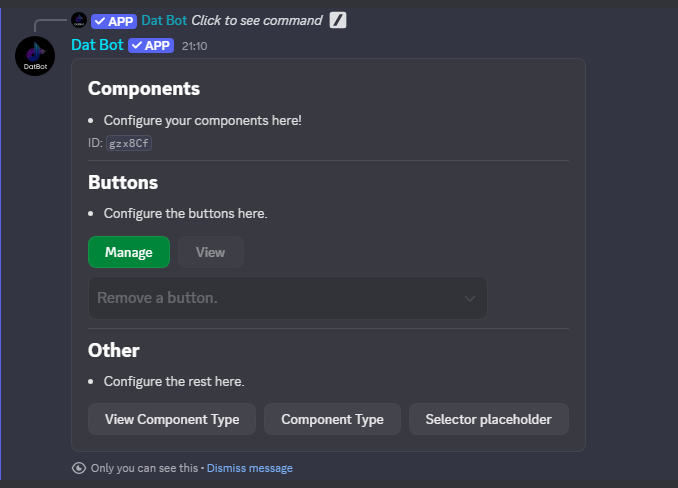 APP Dat Bot Click to see command
Dat Bot APP 21:10
DatBot
Components
Configure your components here!
ID: gzx8Cf
Buttons
Configure the buttons here.
Manage View
Remove a button.
Other
Configure the rest here.
View Component Type Component Type Selector placeholder
Only you can see this • Dismiss message